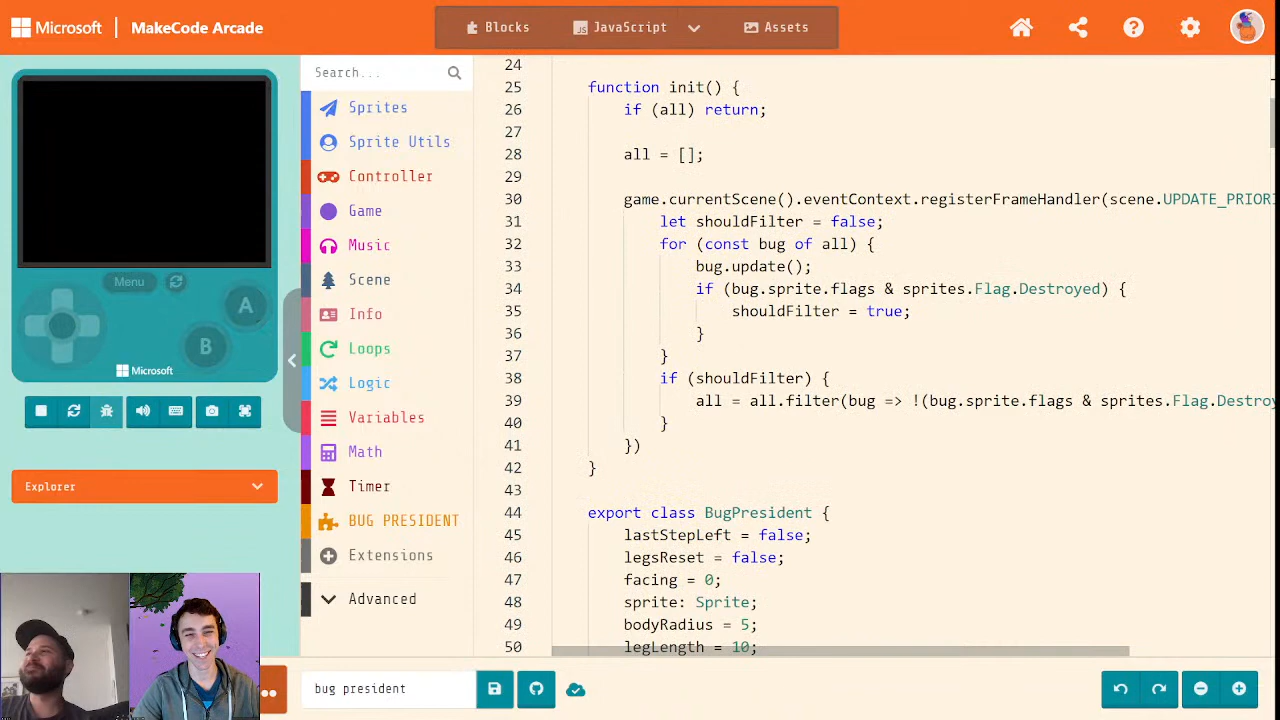 Microsoft
MakeCode Arcade
Blocks
JavaScript
Assets
Menu
A
B
Microsoft
Explorer
Search...
Sprites
Sprite Utils
Controller
Game
Music
Scene
Info
Loops
Logic
Variables
Math
Timer
BUG PRESIDENT
Extensions
Advanced
24
25 function init() {
26 if (all) return;
27
28 all = [];
29
30 game.currentScene().eventContext.registerFrameHandler(scene.UPDATE_PRIORI
31 let shouldFilter = false;
32 for (const bug of all) {
33 bug.update();
34 if (bug.sprite.flags & sprites.Flag.Destroyed) {
35 shouldFilter = true;
36 }
37 }
38 if (shouldFilter) {
39 all = all.filter(bug => !(bug.sprite.flags & sprites.Flag.Destroy
40 }
41 })
42 }
43
44 export class BugPresident {
45 lastStepLeft = false;
46 legsReset = false;
47 facing = 0;
48 sprite: Sprite;
49 bodyRadius = 5;
50 legLength = 10;
bug president